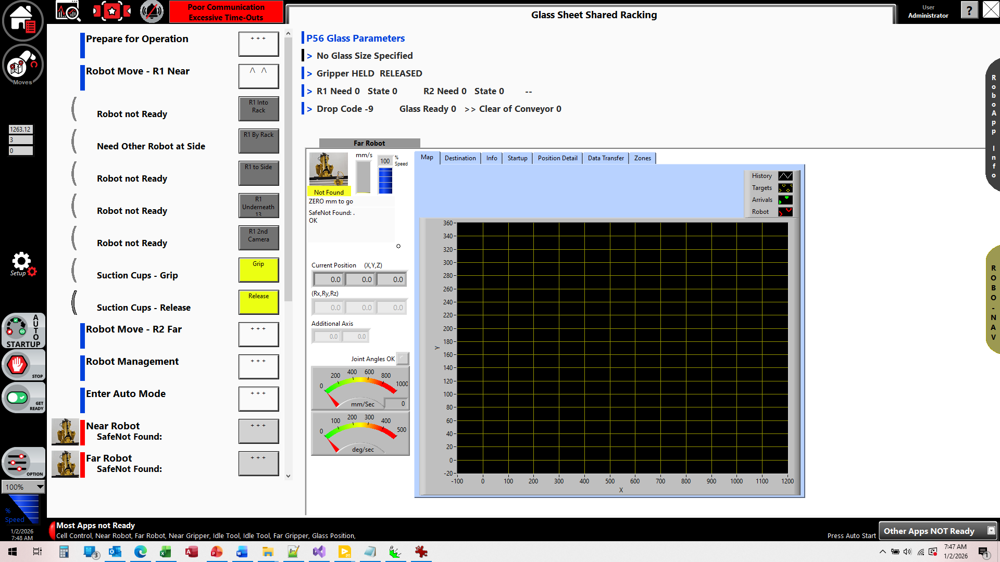 Poor Communication
Excessive Time-Outs
Glass Sheet Shared Racking
User
Administrator
?
Moves
1263.12
3
0
Setup
AUTO
STARTUP
STOP
GET
READY
OPTION
100%
%
Speed
1/2/2026
7:48 AM
Prepare for Operation
+ + +
Robot Move - R1 Near
/\ /\
Robot not Ready
R1 Into
Rack
Need Other Robot at Side
R1 By Rack
Robot not Ready
R1 to Side
Robot not Ready
R1
Underneath
13
Robot not Ready
R1 2nd
Camera
Suction Cups - Grip
Grip
Suction Cups - Release
Release
Robot Move - R2 Far
+ + +
Robot Management
+ + +
Enter Auto Mode
+ + +
Near Robot
SafeNot Found:
+ + +
Far Robot
SafeNot Found:
+ + +
P56 Glass Parameters
> No Glass Size Specified
> Gripper HELD RELEASED
> R1 Need 0 State 0 R2 Need 0 State 0 --
> Drop Code -9 Glass Ready 0 >> Clear of Conveyor 0
Far Robot
mm/s
100
%
Speed
Not Found
ZERO mm to go
SafeNot Found: .
OK
Current Position (X,Y,Z)
0.0 0.0 0.0
(Rx,Ry,Rz)
0.0 0.0 0.0
Additional Axis
0.0 0.0
Joint Angles OK
0 200 400 600 800 1000
mm/Sec 0
0 100 200 300 400 500
deg/sec
Map Destination Info Startup Position Detail Data Transfer Zones
History
Targets
Arrivals
Robot
360
340
320
300
280
260
240
220
200
180
160
140
120
100
80
60
40
20
0
-20
Y
-100 0 100 200 300 400 500 600 700 800 900 1000 1100 1200
X
RoboApp Info
ROBO-NAV
Most Apps not Ready
Cell Control, Near Robot, Far Robot, Near Gripper, Idle Tool, Idle Tool, Far Gripper, Glass Position,
Press Auto Start
Other Apps NOT Ready
3
7:47 AM
1/2/2026
1